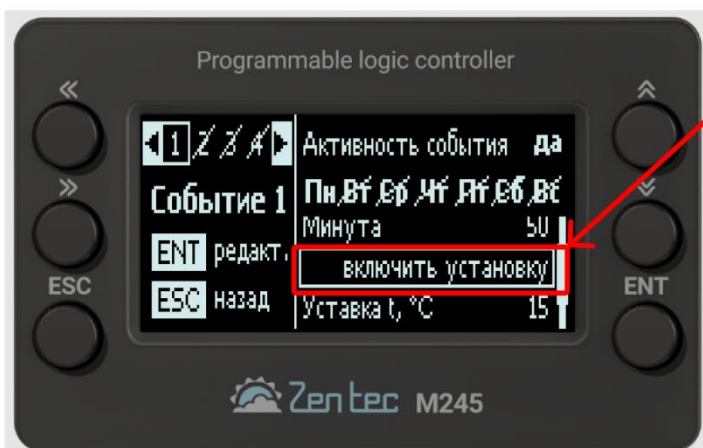 Programmable logic controller
1 2 3 4
Активность события да
Событие 1
Пн Вт Ср Чт Пт Сб Вс
Минута 50
ENT редакт.
включить установку
ESC назад
Уставка t, °C 15
ESC
ENT
Zentec M245